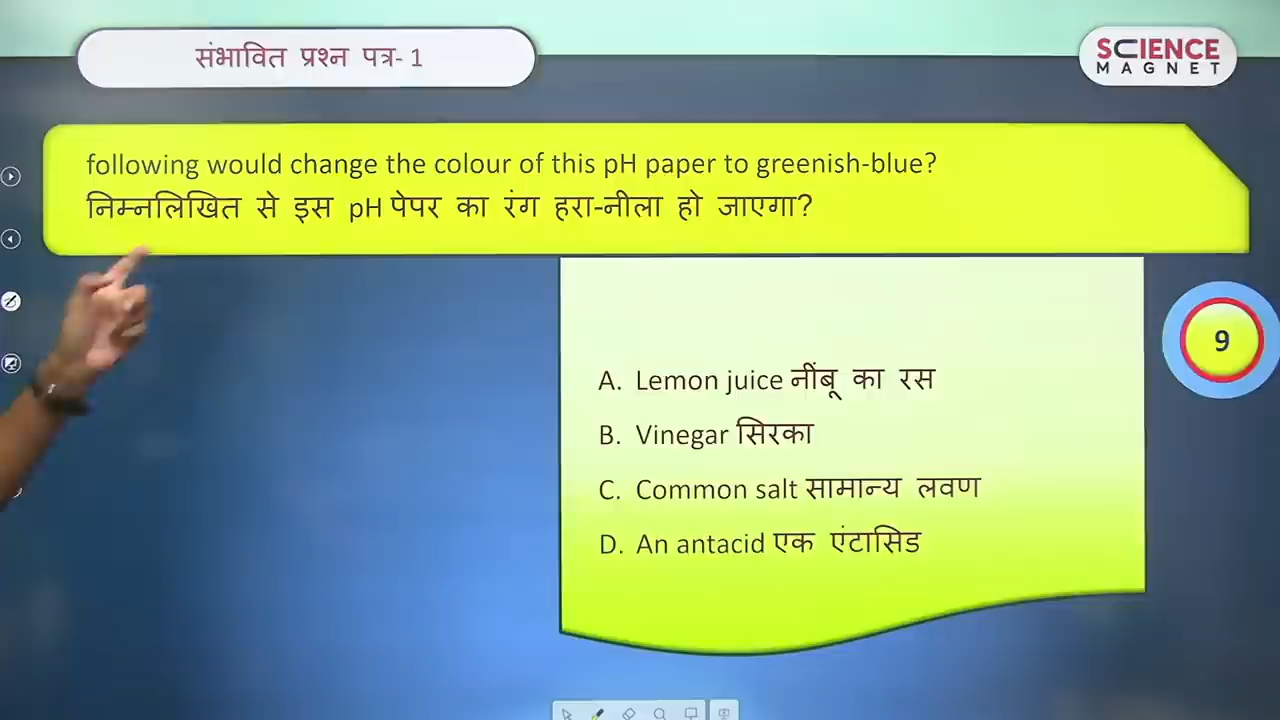 संभावित प्रश्न पत्र- 1
SCIENCE
MAGNET
following would change the colour of this pH paper to greenish-blue?
निम्नलिखित से इस pH पेपर का रंग हरा-नीला हो जाएगा?
9
A. Lemon juice नींबू का रस
B. Vinegar सिरका
C. Common salt सामान्य लवण
D. An antacid एक एंटासिड